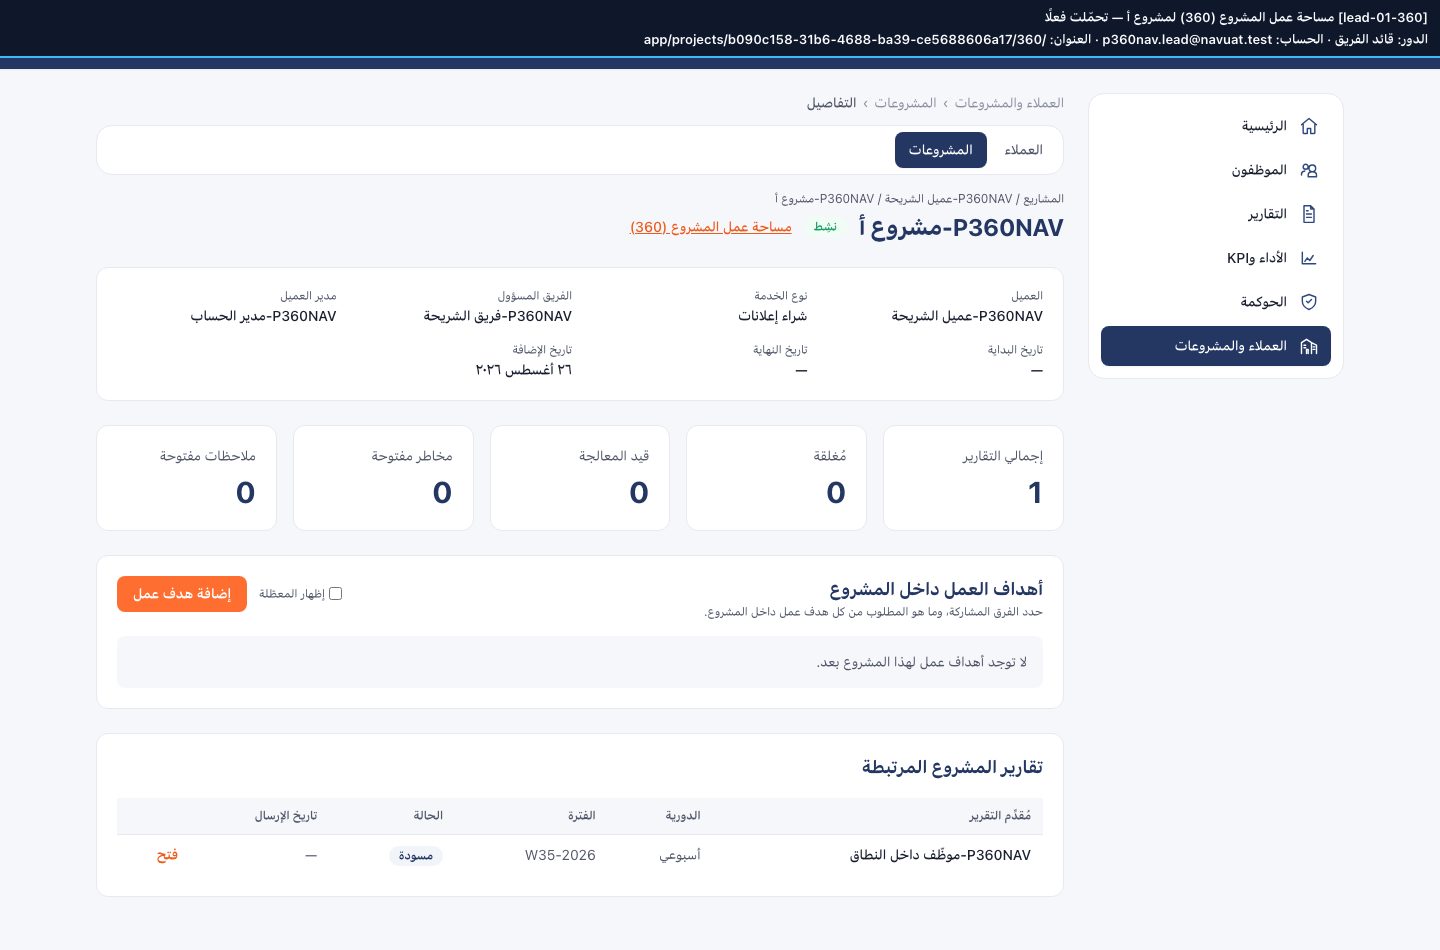 [lead-01-360] مساحة عمل المشروع (360) لمشروع أ — تحمّلت فعلًا
الدور: قائد الفريق · الحساب: p360nav.lead@navuat.test · العنوان: /app/projects/b090c158-31b6-4688-ba39-ce5688606a17/360
الرئيسية
الموظفون
التقارير
الأداء وKPI
الحوكمة
العملاء والمشروعات
العملاء والمشروعات › المشروعات › التفاصيل
العملاء
المشروعات
المشاريع / P360NAV-عميل الشريحة / P360NAV-مشروع أ
P360NAV-مشروع أ
نشِط
مساحة عمل المشروع (360)
العميل
P360NAV-عميل الشريحة
نوع الخدمة
شراء إعلانات
الفريق المسؤول
P360NAV-فريق الشريحة
مدير العميل
P360NAV-مدير الحساب
تاريخ البداية
—
تاريخ النهاية
—
تاريخ الإضافة
٢٦ أغسطس ٢٠٢٦
إجمالي التقارير
1
مُغلقة
0
قيد المعالجة
0
مخاطر مفتوحة
0
ملاحظات مفتوحة
0
أهداف العمل داخل المشروع
حدد الفرق المشاركة، وما هو المطلوب من كل هدف عمل داخل المشروع.
إظهار المعطّلة
إضافة هدف عمل
لا توجد أهداف عمل لهذا المشروع بعد.
تقارير المشروع المرتبطة
مُقدّم التقرير الدورية الفترة الحالة تاريخ الإرسال
P360NAV-موظّف داخل النطاق أسبوعي 2026-W35 مسودة — فتح